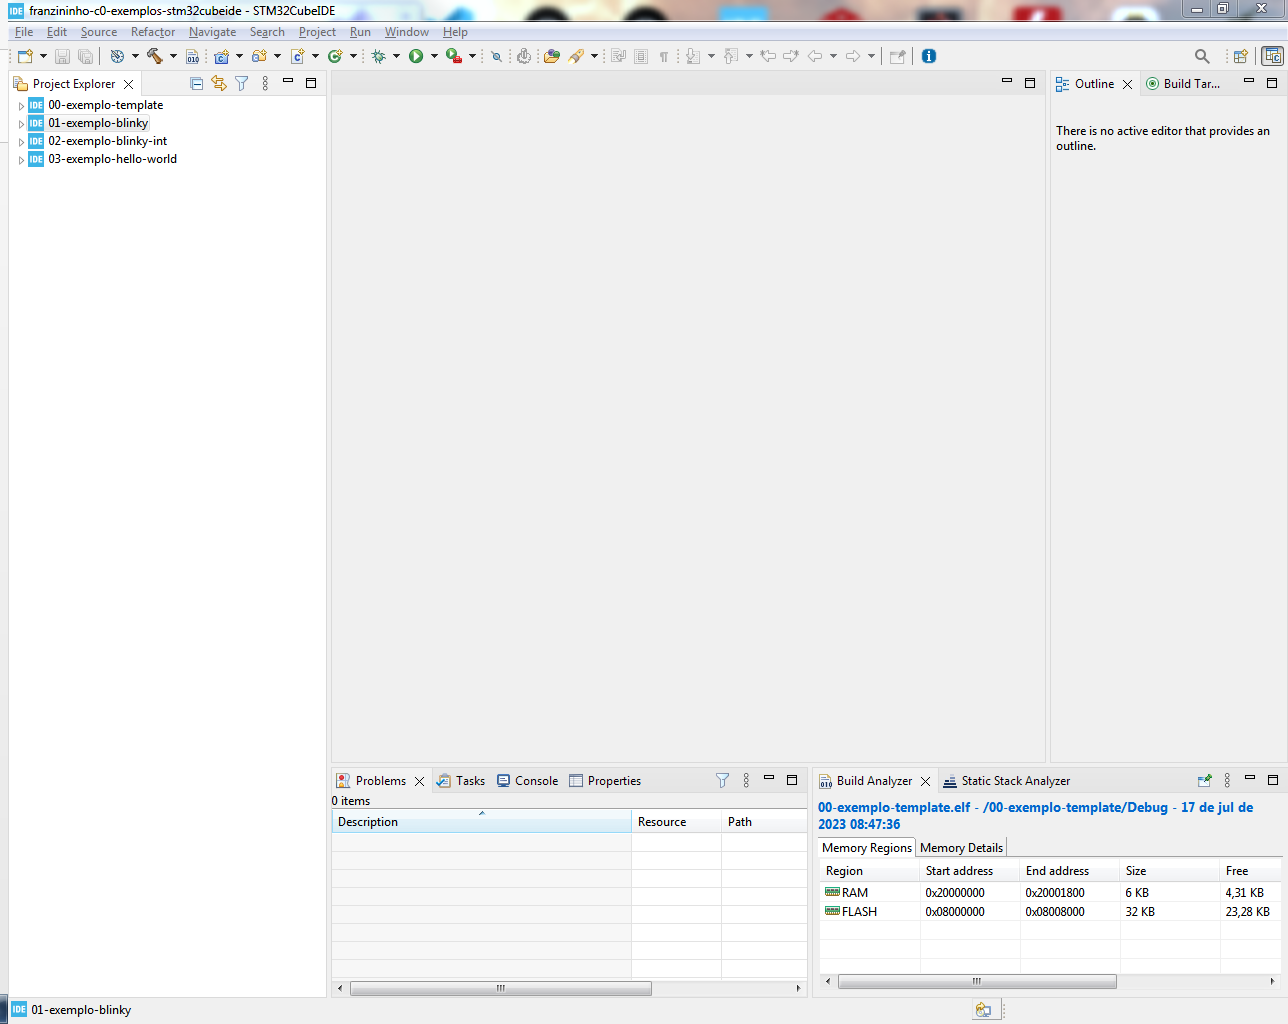 IDE franzininho-c0-exemplos-stm32cubeide - STM32CubeIDE
File Edit Source Refactor Navigate Search Project Run Window Help
Project Explorer
IDE 00-exemplo-template
IDE 01-exemplo-blinky
IDE 02-exemplo-blinky-int
IDE 03-exemplo-hello-world
Outline Build Tar...
There is no active editor that provides an
outline.
Problems Tasks Console Properties
0 items
Description Resource Path
Build Analyzer Static Stack Analyzer
00-exemplo-template.elf - /00-exemplo-template/Debug - 17 de jul de
2023 08:47:36
Memory Regions Memory Details
Region Start address End address Size Free
RAM 0x20000000 0x20001800 6 KB 4,31 KB
FLASH 0x08000000 0x08008000 32 KB 23,28 KB
IDE 01-exemplo-blinky